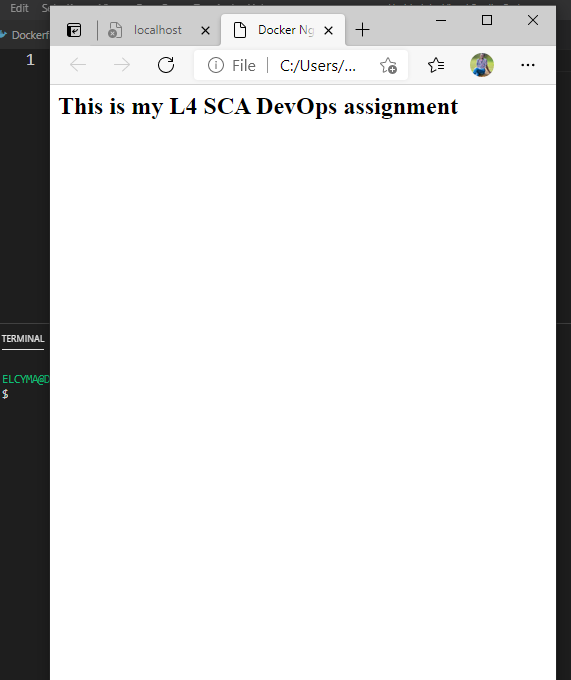 Edit
localhost
Docker Ng
Dockerf
File
C:/Users/...
1
This is my L4 SCA DevOps assignment
TERMINAL
ELCYMA@D
$